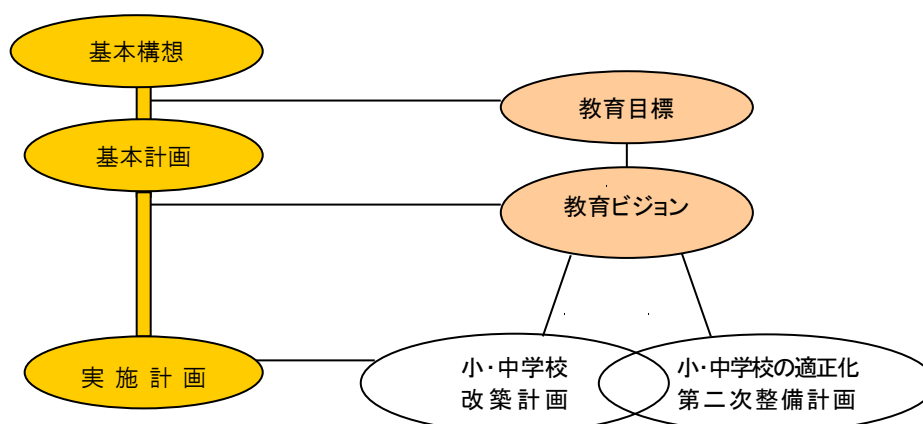 基本構想
教育目標
基本計画
教育ビジョン
実施計画
小・中学校
改築計画
小・中学校の適正化
第二次整備計画